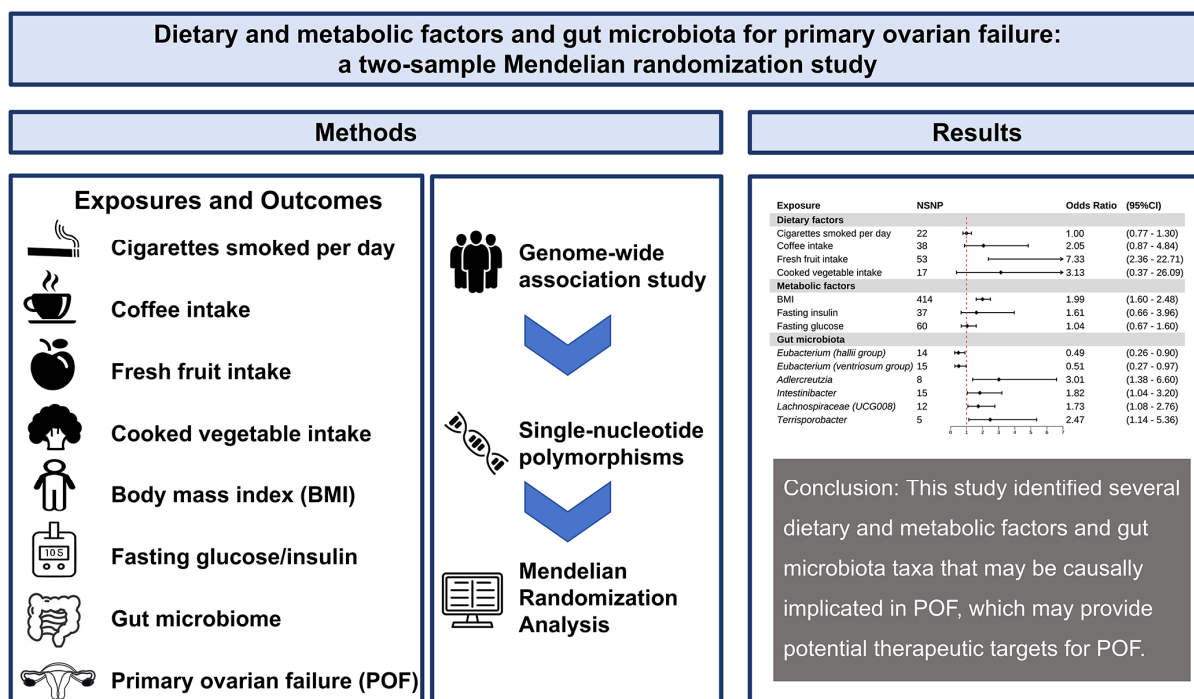 Dietary and metabolic factors and gut microbiota for primary ovarian failure:
a two-sample Mendelian randomization study
Methods
Exposures and Outcomes
Cigarettes smoked per day
Coffee intake
Fresh fruit intake
Cooked vegetable intake
Body mass index (BMI)
105
Fasting glucose/insulin
Gut microbiome
Primary ovarian failure (POF)
Genome-wide
association study
Single-nucleotide
polymorphisms
Mendelian
Randomization
Analysis
Results
Exposure NSNP Odds Ratio (95%CI)
Dietary factors
Cigarettes smoked per day 22 1.00 (0.77 - 1.30)
Coffee intake 38 2.05 (0.87 - 4.84)
Fresh fruit intake 53 7.33 (2.36 - 22.71)
Cooked vegetable intake 17 3.13 (0.37 - 26.09)
Metabolic factors
BMI 414 1.99 (1.60 - 2.48)
Fasting insulin 37 1.61 (0.66 - 3.96)
Fasting glucose 60 1.04 (0.67 - 1.60)
Gut microbiota
Eubacterium (hallii group) 14 0.49 (0.26 - 0.90)
Eubacterium (ventriosum group) 15 0.51 (0.27 - 0.97)
Adlercreutzia 8 3.01 (1.38 - 6.60)
Intestinibacter 15 1.82 (1.04 - 3.20)
Lachnospiraceae (UCG008) 12 1.73 (1.08 - 2.76)
Terrisporobacter 5 2.47 (1.14 - 5.36)
0 1 2 3 4 5 6 7
Conclusion: This study identified several
dietary and metabolic factors and gut
microbiota taxa that may be causally
implicated in POF, which may provide
potential therapeutic targets for POF.